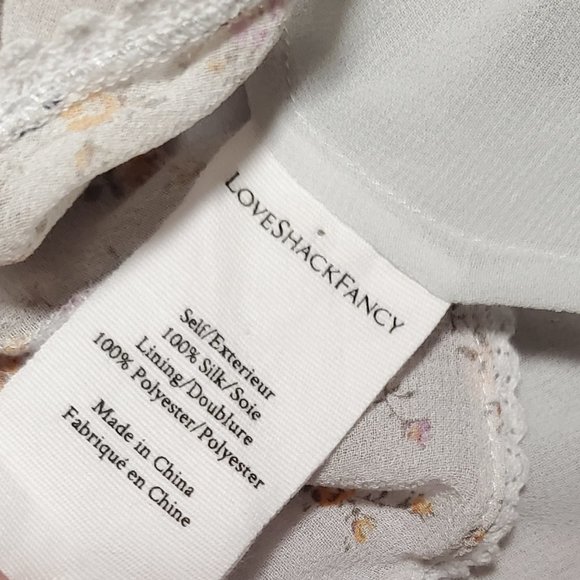 LoveShackFancy
Self/Exterieur
100% Silk/Soie
Lining/Doublure
100% Polyester/Polyester
Made in China
Fabriqué en Chine